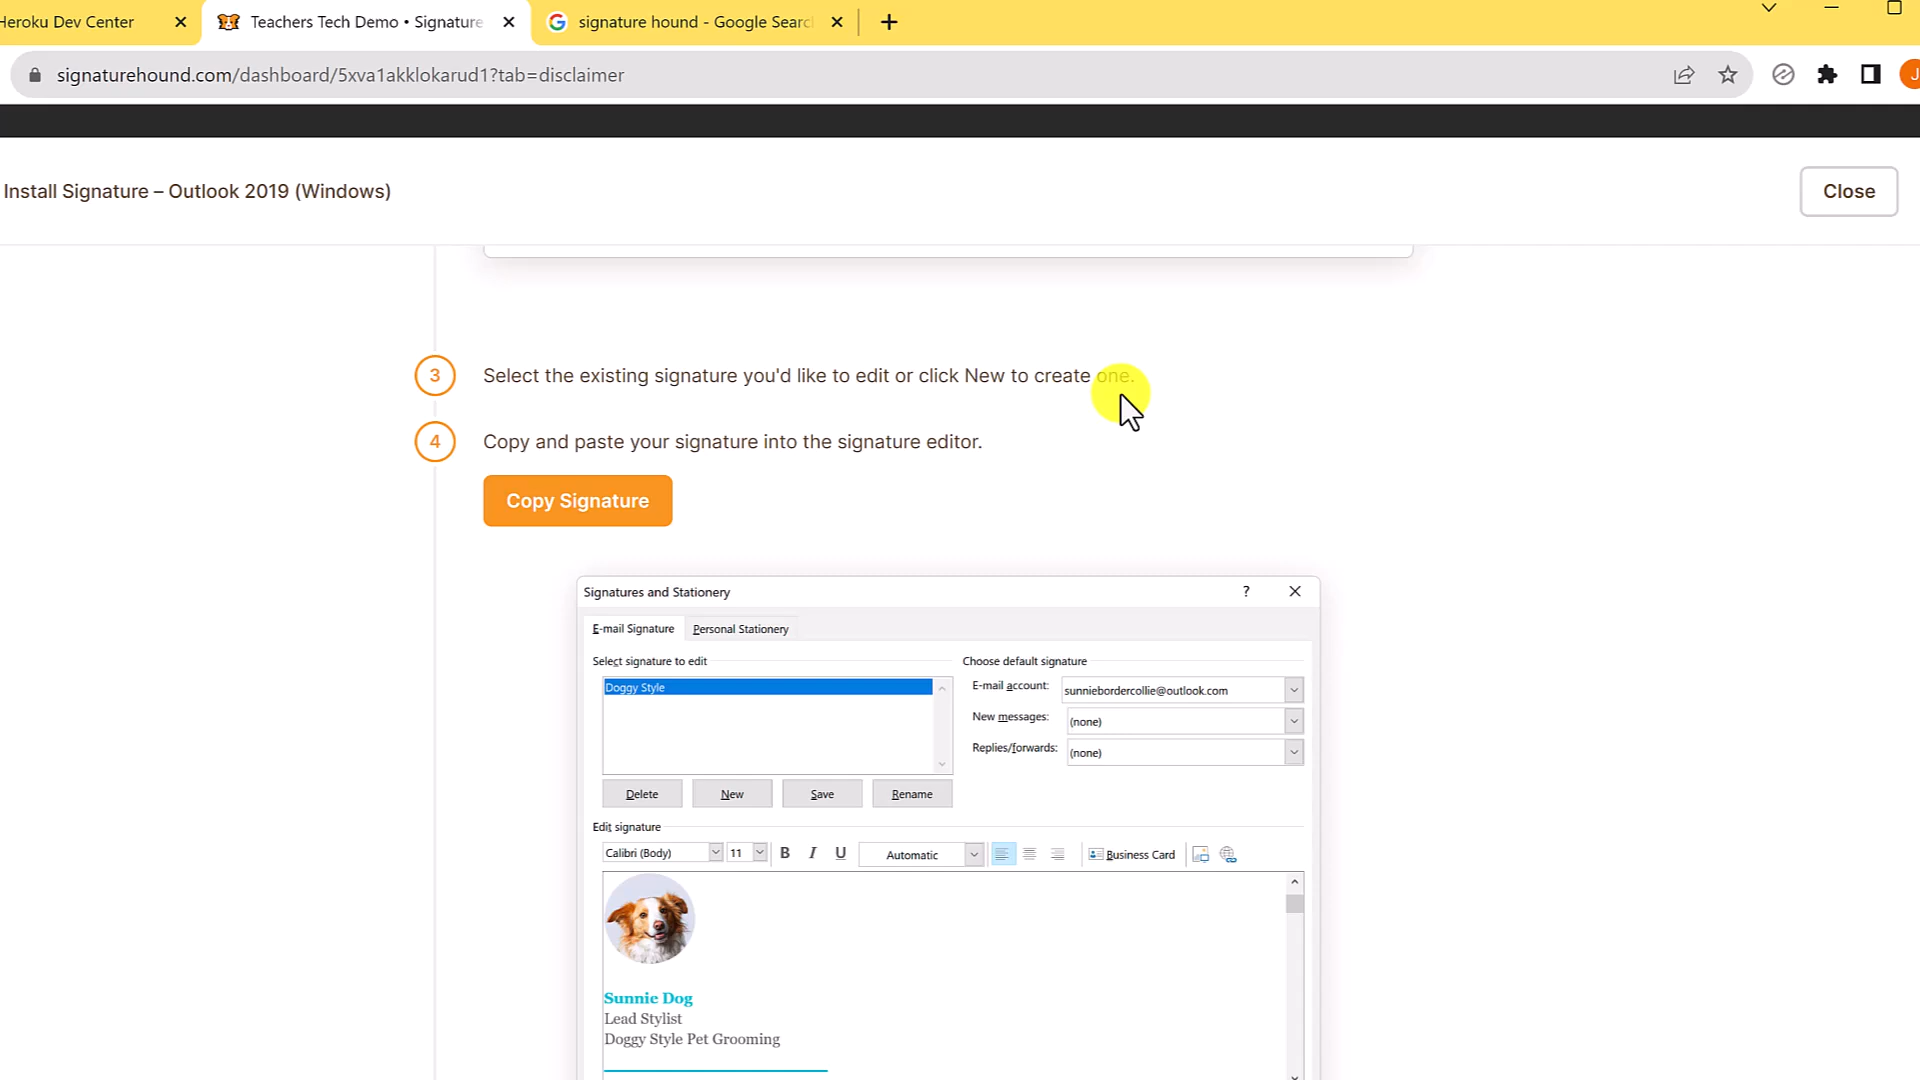 Heroku Dev Center
Teachers Tech Demo • Signature
signature hound - Google Search
signaturehound.com/dashboard/5xva1akklokarud1?tab=disclaimer
J
Install Signature – Outlook 2019 (Windows)
Close
3
Select the existing signature you'd like to edit or click New to create one.
4
Copy and paste your signature into the signature editor.
Copy Signature
Signatures and Stationery
?
E-mail Signature
Personal Stationery
Select signature to edit
Choose default signature
Doggy Style
E-mail account:
sunniebordercollie@outlook.com
New messages:
(none)
Replies/forwards:
(none)
Delete
New
Save
Rename
Edit signature
Calibri (Body)
11
B
I
U
Automatic
Business Card
Sunnie Dog
Lead Stylist
Doggy Style Pet Grooming